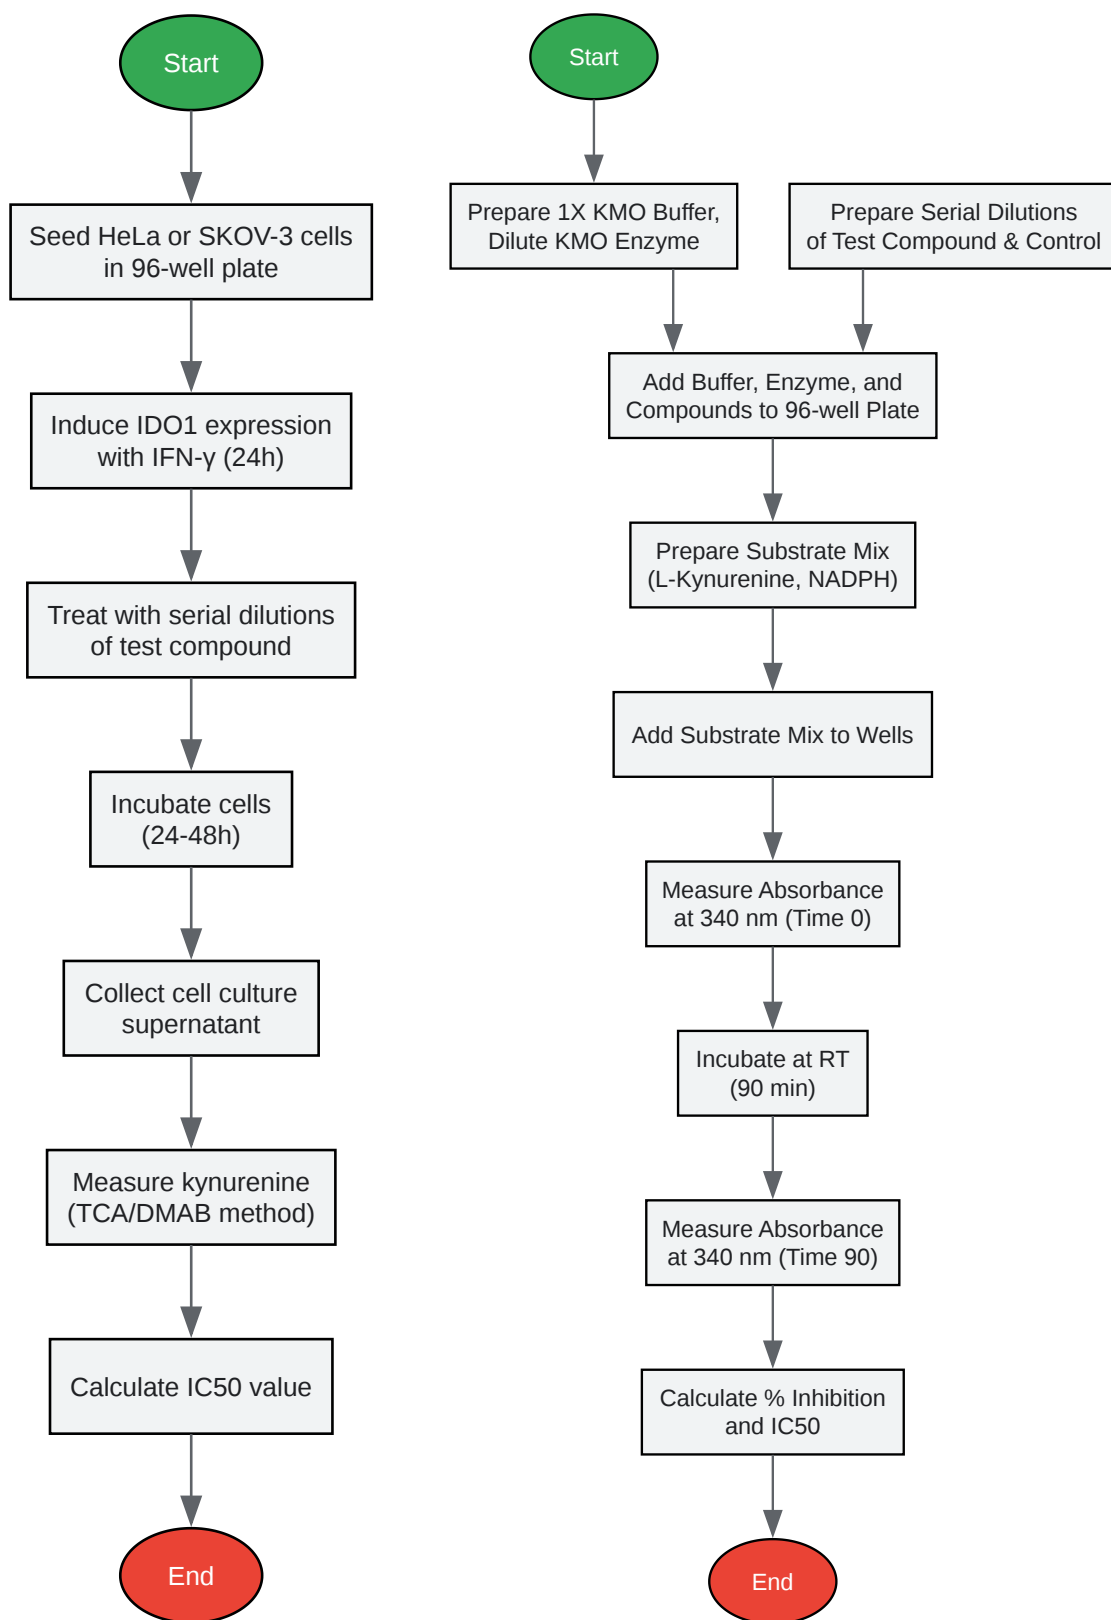 Start
Seed HeLa or SKOV-3 cells
in 96-well plate
Induce IDO1 expression
with IFN-γ (24h)
Treat with serial dilutions
of test compound
Incubate cells
(24-48h)
Collect cell culture
supernatant
Measure kynurenine
(TCA/DMAB method)
Calculate IC50 value
End
Start
Prepare 1X KMO Buffer,
Dilute KMO Enzyme
Prepare Serial Dilutions
of Test Compound & Control
Add Buffer, Enzyme, and
Compounds to 96-well Plate
Prepare Substrate Mix
(L-Kynurenine, NADPH)
Add Substrate Mix to Wells
Measure Absorbance
at 340 nm (Time 0)
Incubate at RT
(90 min)
Measure Absorbance
at 340 nm (Time 90)
Calculate % Inhibition
and IC50
End